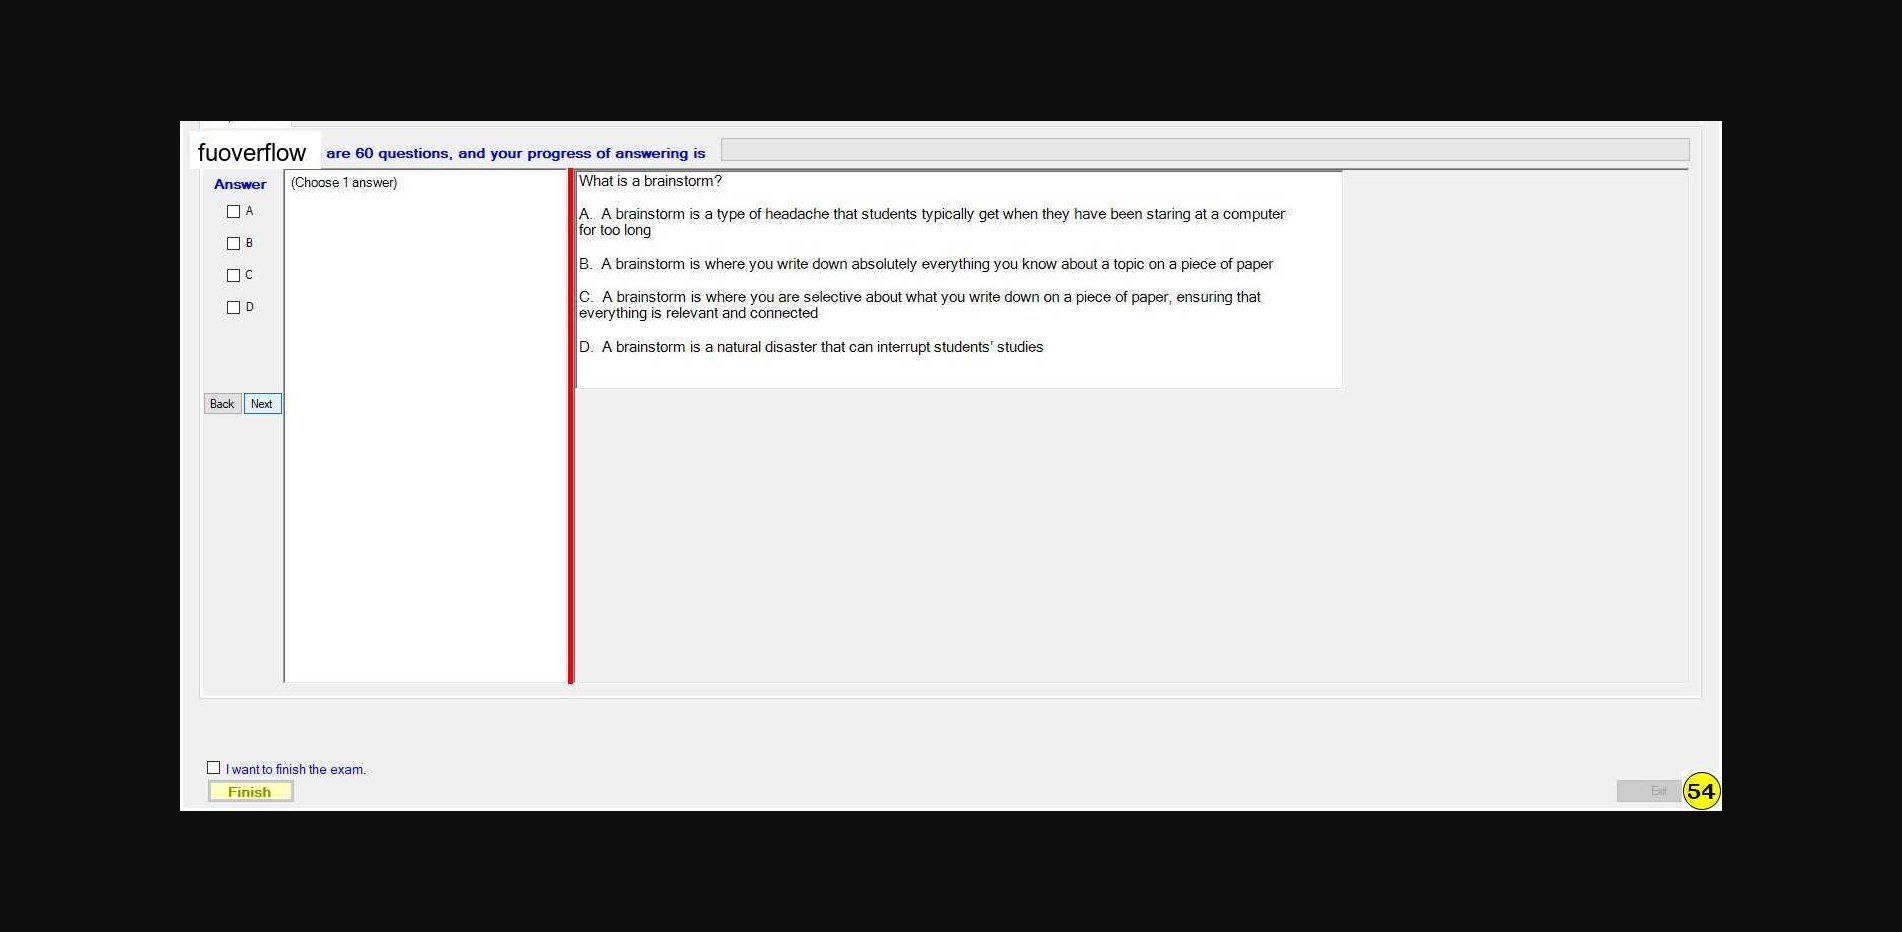 fuoverflow are 60 questions, and your progress of answering is
Answer
(Choose 1 answer)
A
B
C
D
Back Next
What is a brainstorm?
A. A brainstorm is a type of headache that students typically get when they have been staring at a computer
for too long
B. A brainstorm is where you write down absolutely everything you know about a topic on a piece of paper
C. A brainstorm is where you are selective about what you write down on a piece of paper, ensuring that
everything is relevant and connected
D. A brainstorm is a natural disaster that can interrupt students' studies
I want to finish the exam.
Finish
Exit
54